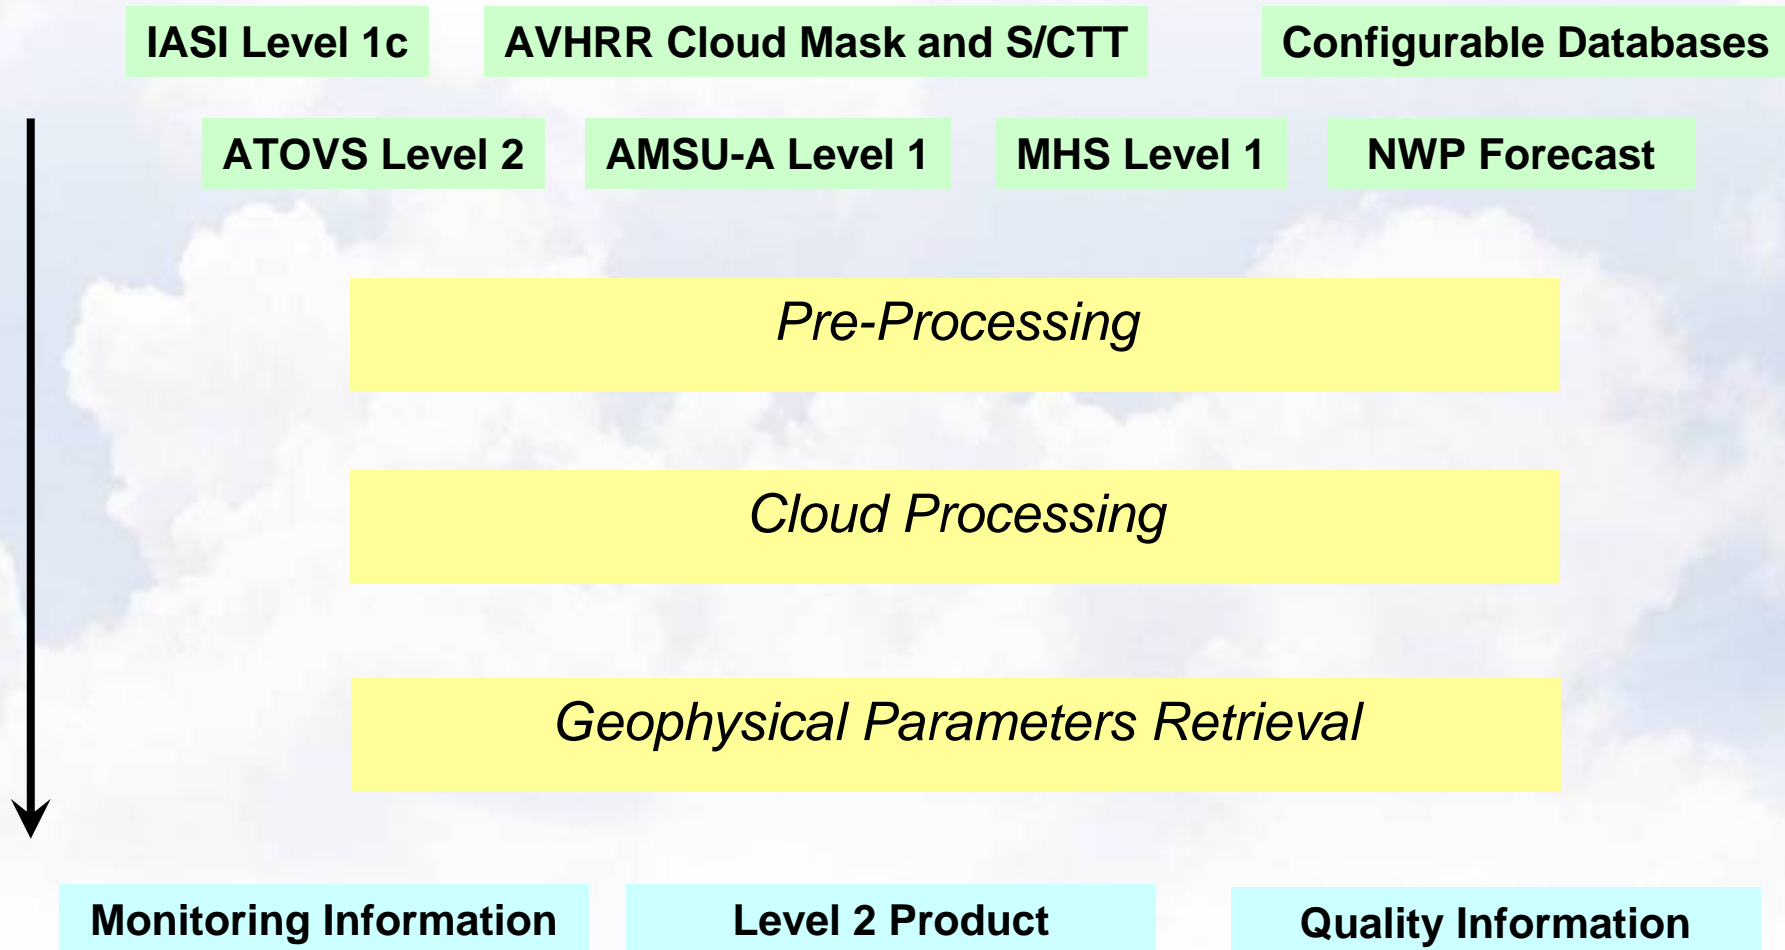 IASI Level 1c AVHRR Cloud Mask and S/CTT Configurable Databases
ATOVS Level 2 AMSU-A Level 1 MHS Level 1 NWP Forecast
Pre-Processing
Cloud Processing
Geophysical Parameters Retrieval
Monitoring Information Level 2 Product Quality Information